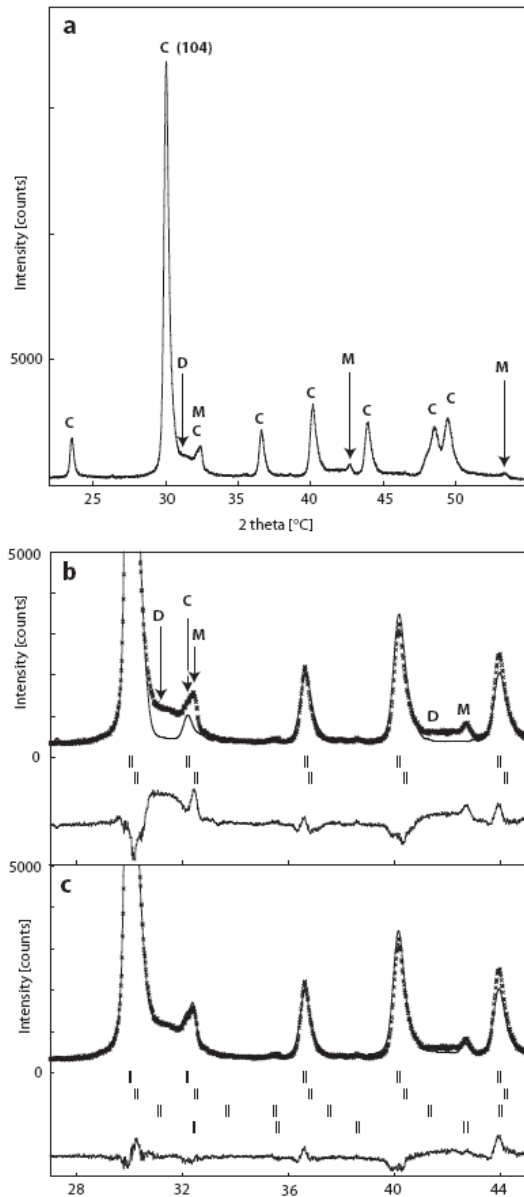 a
C (104)
Intensity [counts]
5000
D
M
C
C
C
C
M
C
C
C
M
25
30
35
40
45
50
2 theta [°C]
5000
b
Intensity [counts]
D
C
M
D
M
0
5000
c
Intensity [counts]
0
28
32
36
40
44